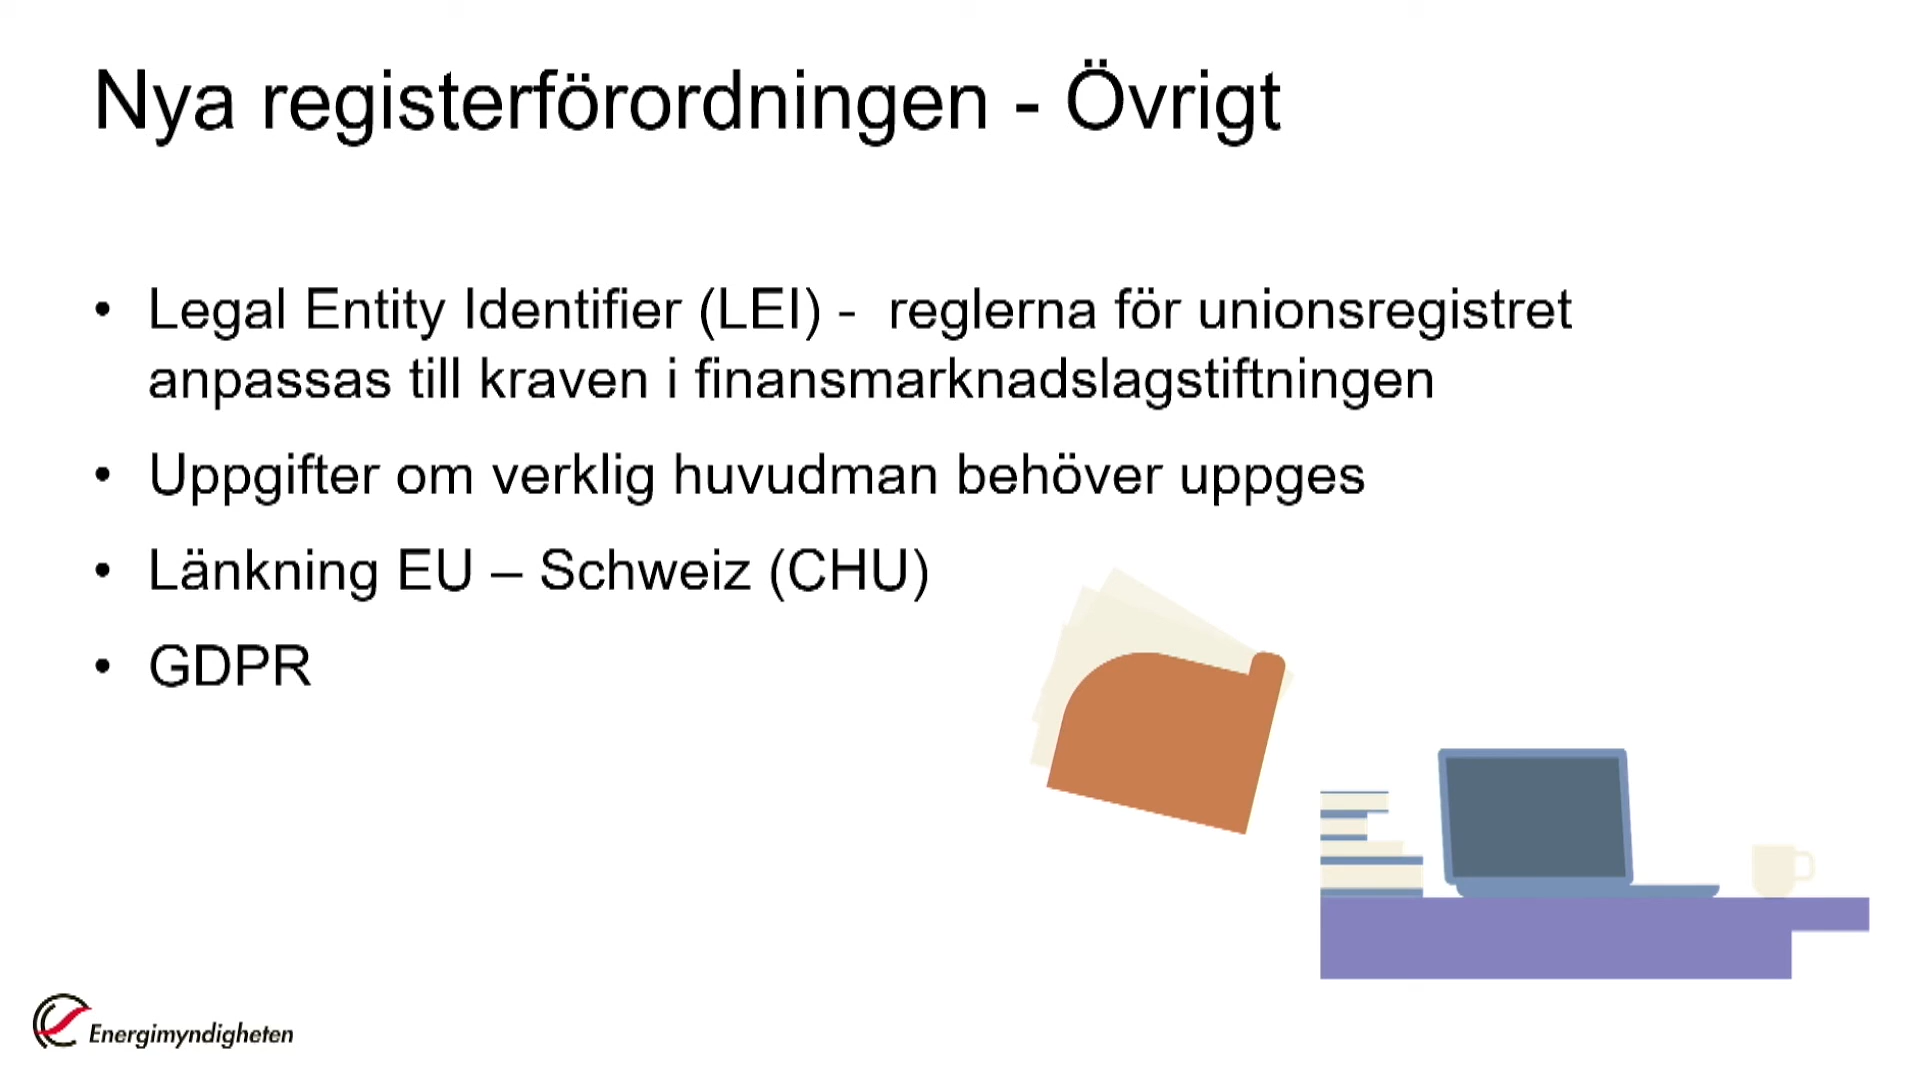 Nya registerförordningen - Övrigt
• Legal Entity Identifier (LEI) - reglerna för unionsregistret
anpassas till kraven i finansmarknadslagstiftningen
• Uppgifter om verklig huvudman behöver uppges
• Länkning EU – Schweiz (CHU)
• GDPR
Energimyndigheten